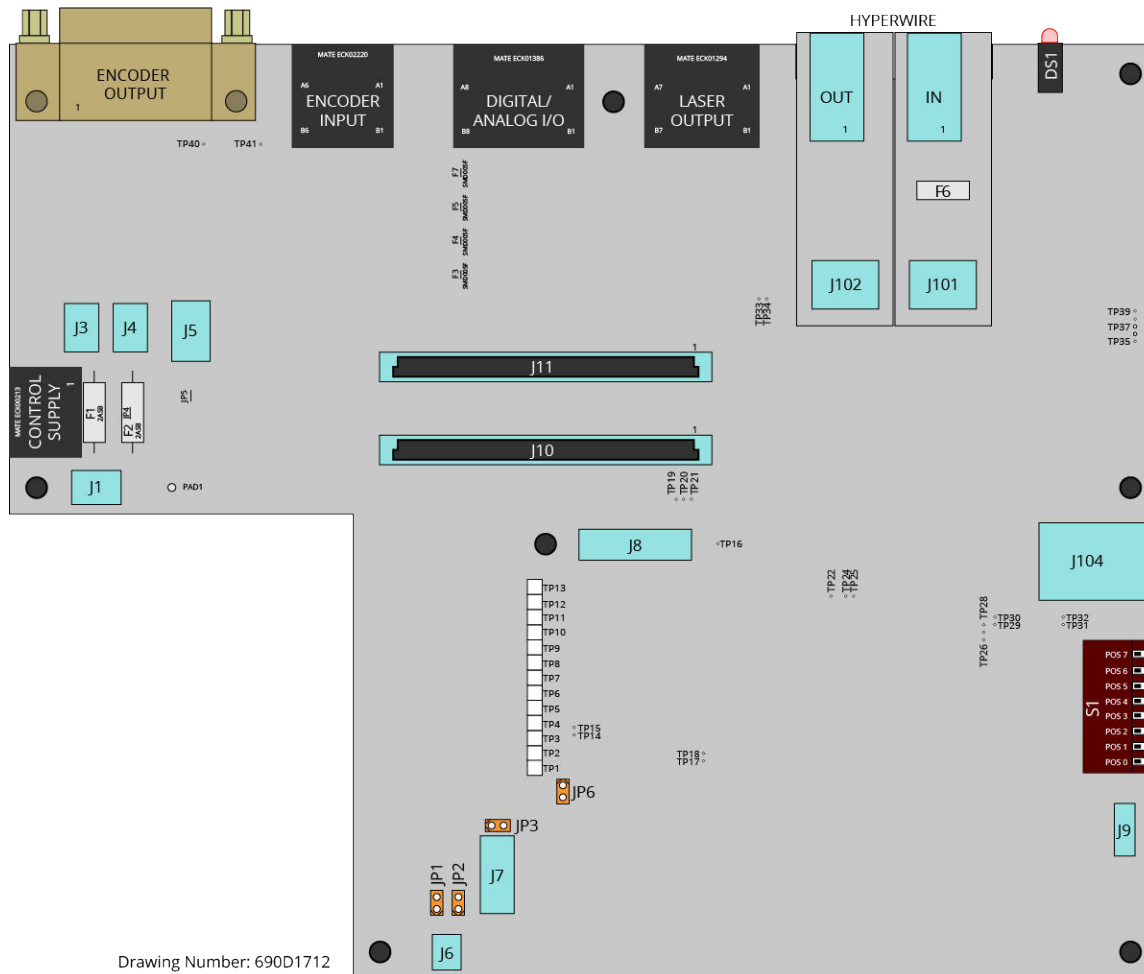 HYPERWIRE
ENCODER
OUTPUT
1
MATE ECK02220
A6 A1
ENCODER
INPUT
B6 B1
MATE ECK01386
A8 A1
DIGITAL/
ANALOG I/O
B8 B1
MATE ECK01294
A7 A1
LASER
OUTPUT
B7 B1
OUT
1
IN
1
DS1
TP40
TP41
F7
SMD005F
F5
SMD005F
F4
SMD005F
F3
SMD005F
F6
J102
J101
TP33
TP34
TP39
TP37
TP35
J3
J4
J5
J11
1
MATE ECK00213
CONTROL
SUPPLY
1
F1
2ASB
F2
JP4
2ASB
JP5
J10
1
J1
PAD1
TP19
TP20
TP21
J8
TP16
J104
TP13
TP12
TP11
TP10
TP9
TP8
TP7
TP6
TP5
TP4
TP3
TP2
TP1
TP15
TP14
TP18
TP17
TP22
TP24
TP25
TP28
TP26
TP30
TP29
TP32
TP31
S1
POS 7
POS 6
POS 5
POS 4
POS 3
POS 2
POS 1
POS 0
JP6
JP3
J7
J9
JP1
JP2
J6
Drawing Number: 690D1712